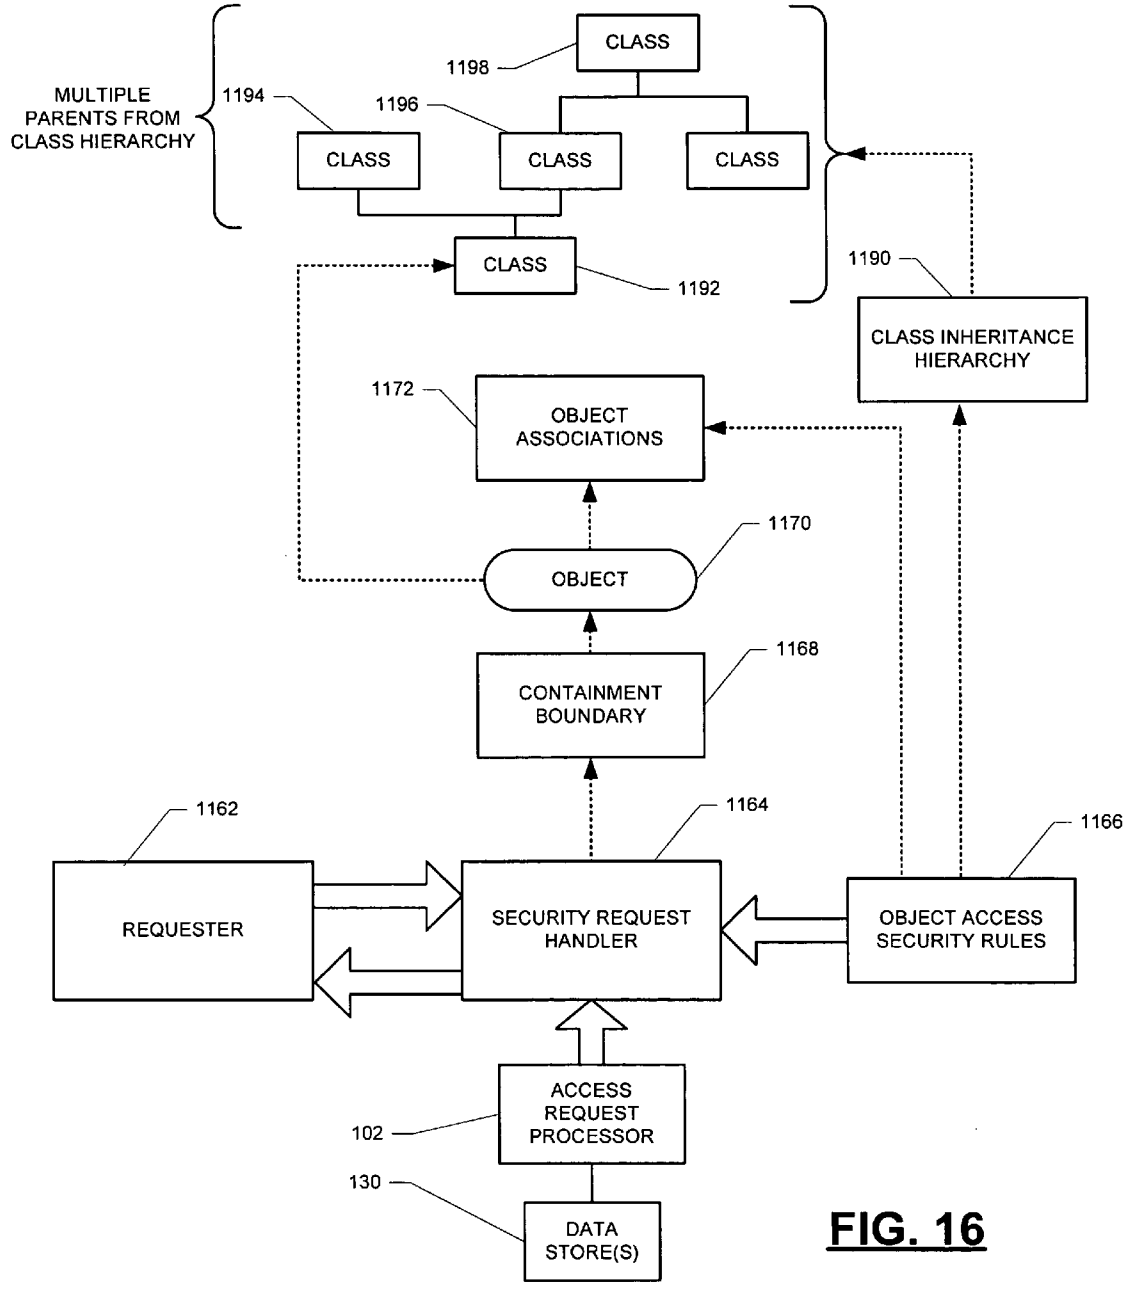 CLASS
1198
MULTIPLE
PARENTS FROM
CLASS HIERARCHY
1194
1196
CLASS
CLASS
CLASS
CLASS
1192
1190
CLASS INHERITANCE
HIERARCHY
1172
OBJECT
ASSOCIATIONS
1170
OBJECT
1168
CONTAINMENT
BOUNDARY
1162
1164
1166
REQUESTER
SECURITY REQUEST
HANDLER
OBJECT ACCESS
SECURITY RULES
ACCESS
REQUEST
PROCESSOR
102
130
DATA
STORE(S)
FIG. 16